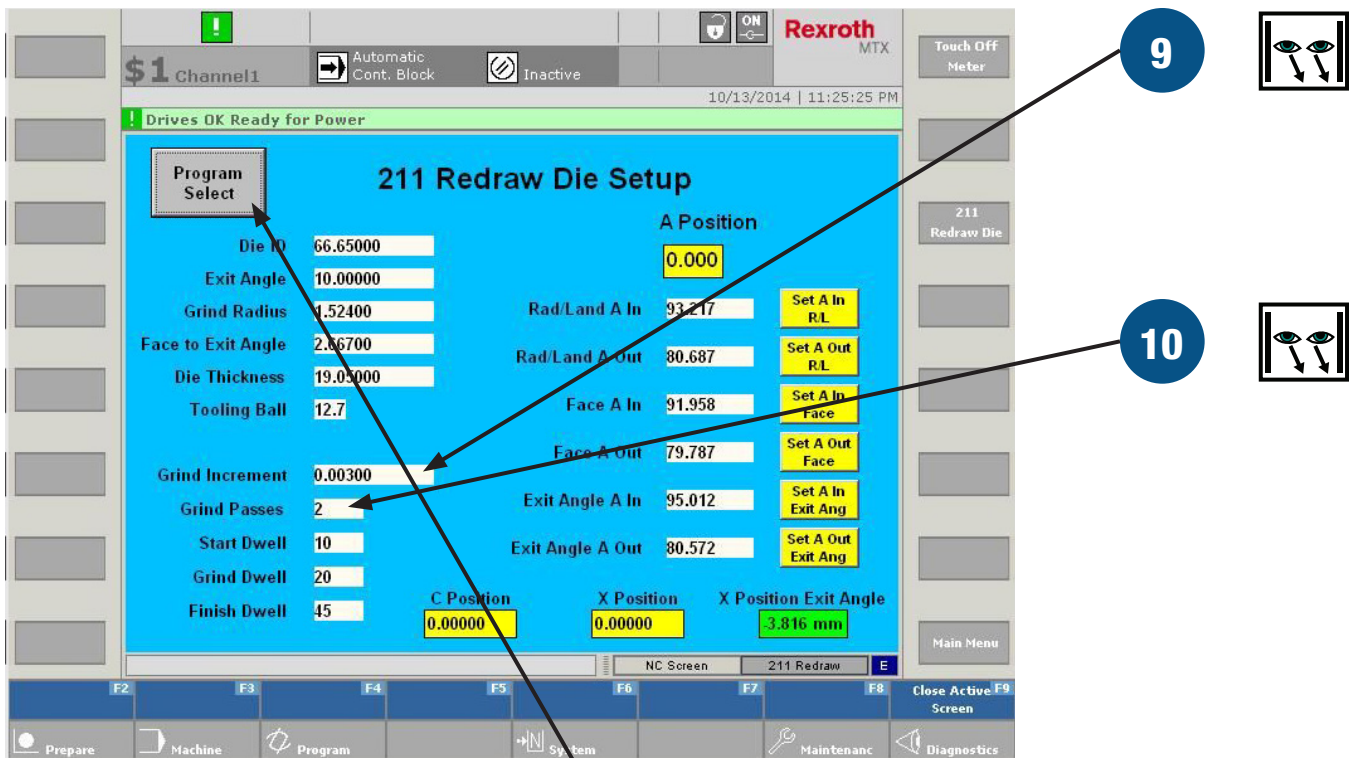 !
ON
Rexroth
MTX
$1 Channel1
Automatic
Cont. Block
Inactive
10/13/2014 | 11:25:25 PM
! Drives OK Ready for Power
Touch Off
Meter
9
Program
Select
211 Redraw Die Setup
211
Redraw Die
A Position
0.000
Die ID 66.65000
Exit Angle 10.00000
Grind Radius 1.52400
Face to Exit Angle 2.66700
Die Thickness 19.05000
Tooling Ball 12.7
Grind Increment 0.00300
Grind Passes 2
Start Dwell 10
Grind Dwell 20
Finish Dwell 45
Rad/Land A In 93.217
Set A In
R/L
Rad/Land A Out 80.687
Set A Out
R/L
Face A In 91.958
Set A In
Face
Face A Out 79.787
Set A Out
Face
Exit Angle A In 95.012
Set A In
Exit Ang
Exit Angle A Out 80.572
Set A Out
Exit Ang
10
C Position
0.00000
X Position
0.00000
X Position Exit Angle
-3.816 mm
Main Menu
NC Screen
211 Redraw
E
F2
F3
F4
F5
F6
F7
F8
Close Active F9
Screen
Prepare
Machine
Program
System
Maintenanc
Diagnostics